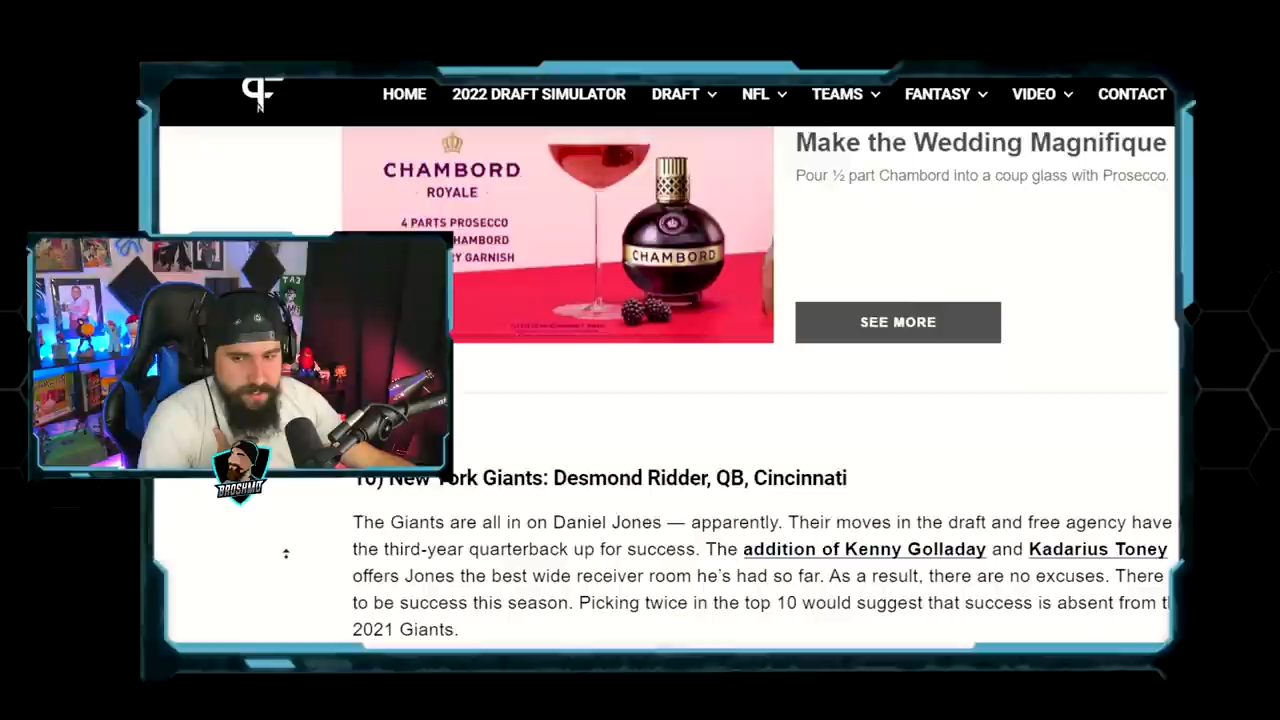 HOME 2022 DRAFT SIMULATOR DRAFT NFL TEAMS FANTASY VIDEO CONTACT
CHAMBORD
ROYALE
4 PARTS PROSECCO
HAMBORD
RY GARNISH
CHAMBORD
Make the Wedding Magnifique
Pour ½ part Chambord into a coup glass with Prosecco.
SEE MORE
BROSHMO
10) New York Giants: Desmond Ridder, QB, Cincinnati
The Giants are all in on Daniel Jones — apparently. Their moves in the draft and free agency have
the third-year quarterback up for success. The addition of Kenny Golladay and Kadarius Toney
offers Jones the best wide receiver room he's had so far. As a result, there are no excuses. There
to be success this season. Picking twice in the top 10 would suggest that success is absent from
2021 Giants.